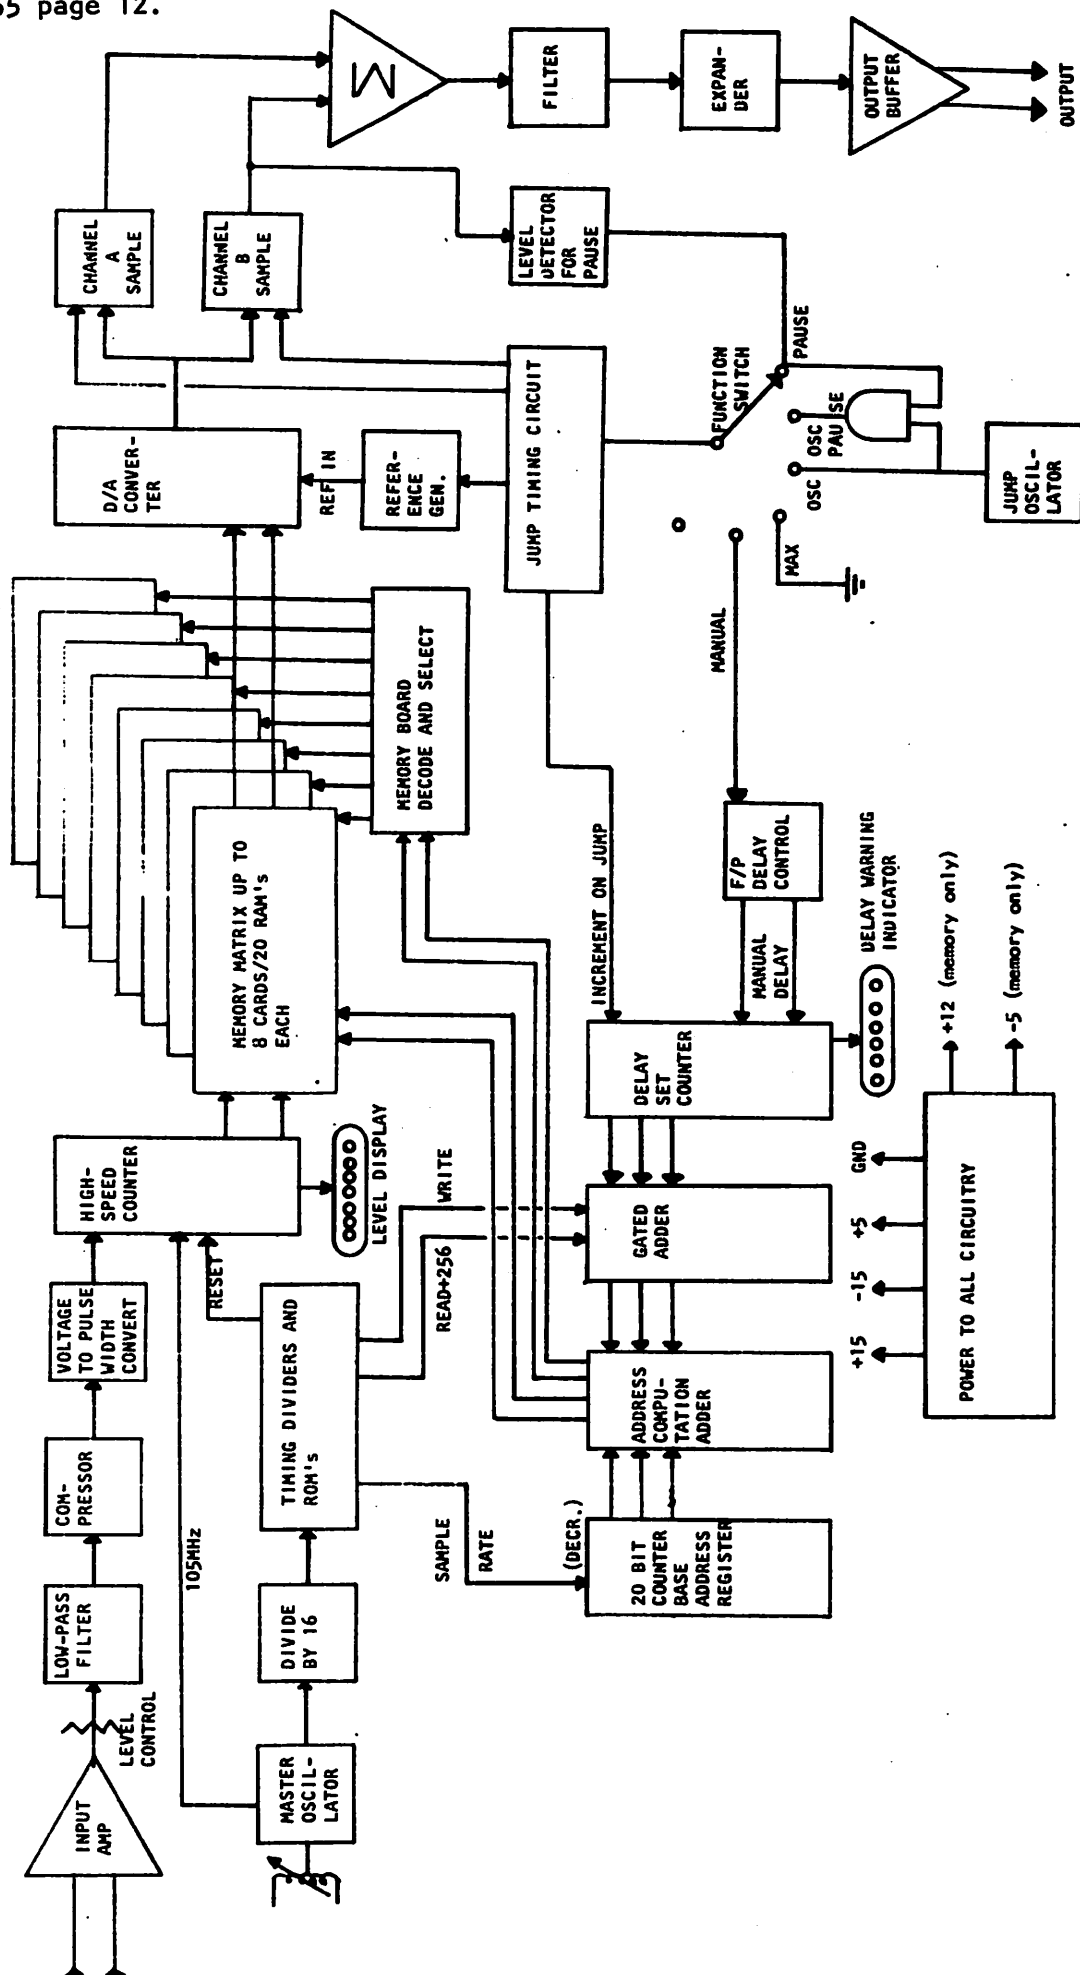 55 page 12.
INPUT
AMP
LEVEL
CONTROL
LOW-PASS
FILTER
COM-
PRESSOR
VOLTAGE
TO PULSE
WIDTH
CONVERT
HIGH-
SPEED
COUNTER
LEVEL DISPLAY
105MHz
RESET
MASTER
OSCIL-
LATOR
DIVIDE
BY 16
TIMING DIVIDERS AND
ROM's
READ+256
WRITE
SAMPLE
RATE
(DECR.)
20 BIT
COUNTER
BASE
ADDRESS
REGISTER
ADDRESS
COMPU-
TATION
ADDER
GATED
ADDER
DELAY
SET
COUNTER
MEMORY MATRIX UP TO
8 CARDS/20 RAM's
EACH
MEMORY BOARD
DECODE AND SELECT
D/A
CONVER-
TER
REF IN
REFER-
ENCE
GEN.
JUMP TIMING CIRCUIT
INCREMENT ON JUMP
CHANNEL
A
SAMPLE
CHANNEL
B
SAMPLE
Σ
FILTER
EXPAN-
DER
OUTPUT
BUFFER
OUTPUT
LEVEL
DETECTOR
FOR
PAUSE
FUNCTION
SWITCH
PAUSE
OSC
PAUSE
OSC
MAX
MANUAL
JUMP
OSCIL-
LATOR
F/P
DELAY
CONTROL
MANUAL
DELAY
DELAY WARNING
INDICATOR
+15
-15
+5
GND
+12 (memory only)
-5 (memory only)
POWER TO ALL CIRCUITRY